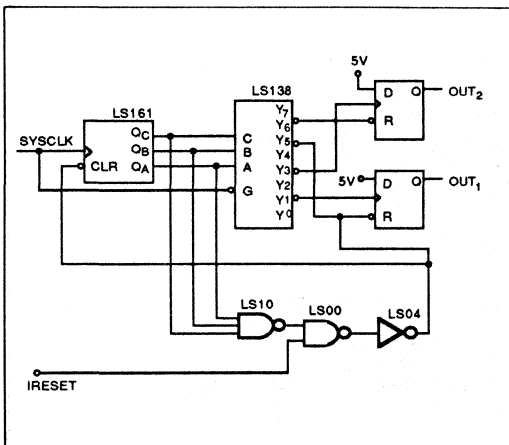 5V
D Q OUT2
R
LS138
LS161
Y7
Y6
Y5
Y4
Y3
Y2
Y1
Y0
C
B
A
G
QC
QB
QA
SYSCLK
CLR
5V
D Q OUT1
R
LS10
LS00
LS04
IRESET